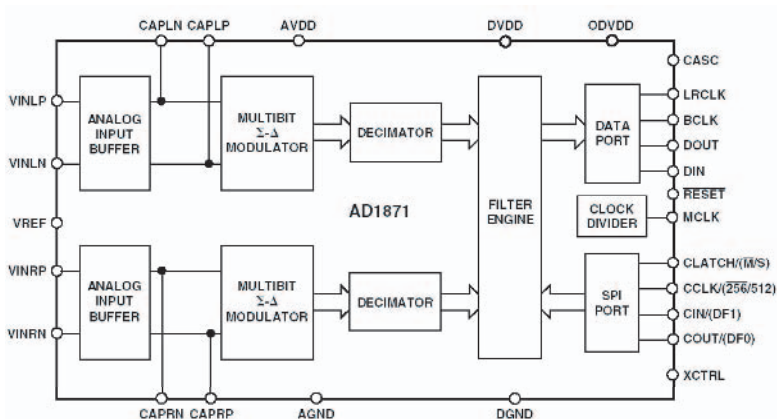 CAPLN CAPLP AVDD DVDD ODVDD
CASC
VINLP
ANALOG
INPUT
BUFFER
MULTIBIT
Σ-Δ
MODULATOR
DECIMATOR
DATA
PORT
LRCLK
BCLK
DOUT
DIN
VINLN
RESET
AD1871
FILTER
ENGINE
CLOCK
DIVIDER
MCLK
VREF
VINRP
ANALOG
INPUT
BUFFER
MULTIBIT
Σ-Δ
MODULATOR
DECIMATOR
SPI
PORT
CLATCH/(M/S)
CCLK/(256/512)
CIN/(DF1)
COUT/(DF0)
VINRN
XCTRL
CAPRN CAPRP AGND DGND